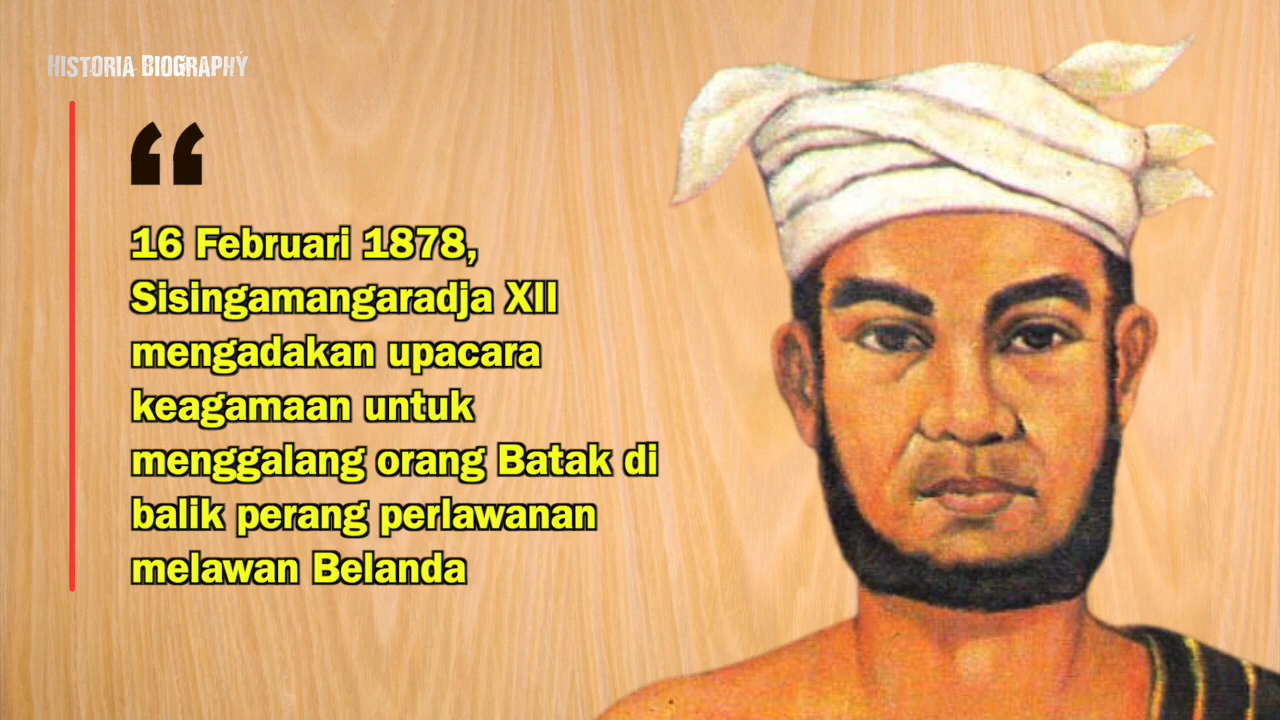 HISTORIA BIOGRAPHY
“
16 Februari 1878,
Sisingamangaradja XII
mengadakan upacara
keagamaan untuk
menggalang orang Batak di
balik perang perlawanan
melawan Belanda